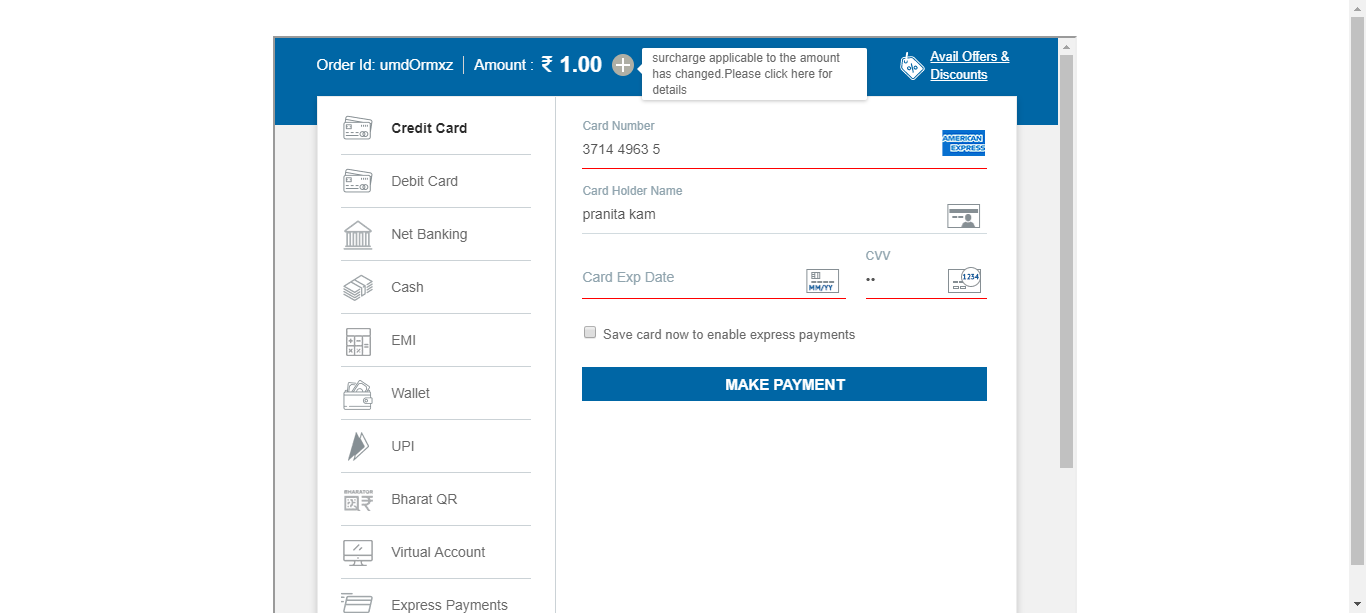 Order Id: umdOrmxz
Amount : ₹ 1.00
surcharge applicable to the amount
has changed.Please click here for
details
Avail Offers &
Discounts
Credit Card
Debit Card
Net Banking
Cash
EMI
Wallet
UPI
BHARATQR
Bharat QR
Virtual Account
Express Payments
Card Number
3714 4963 5
AMERICAN
EXPRESS
Card Holder Name
pranita kam
Card Exp Date
MM/YY
CVV
••
1234
Save card now to enable express payments
MAKE PAYMENT